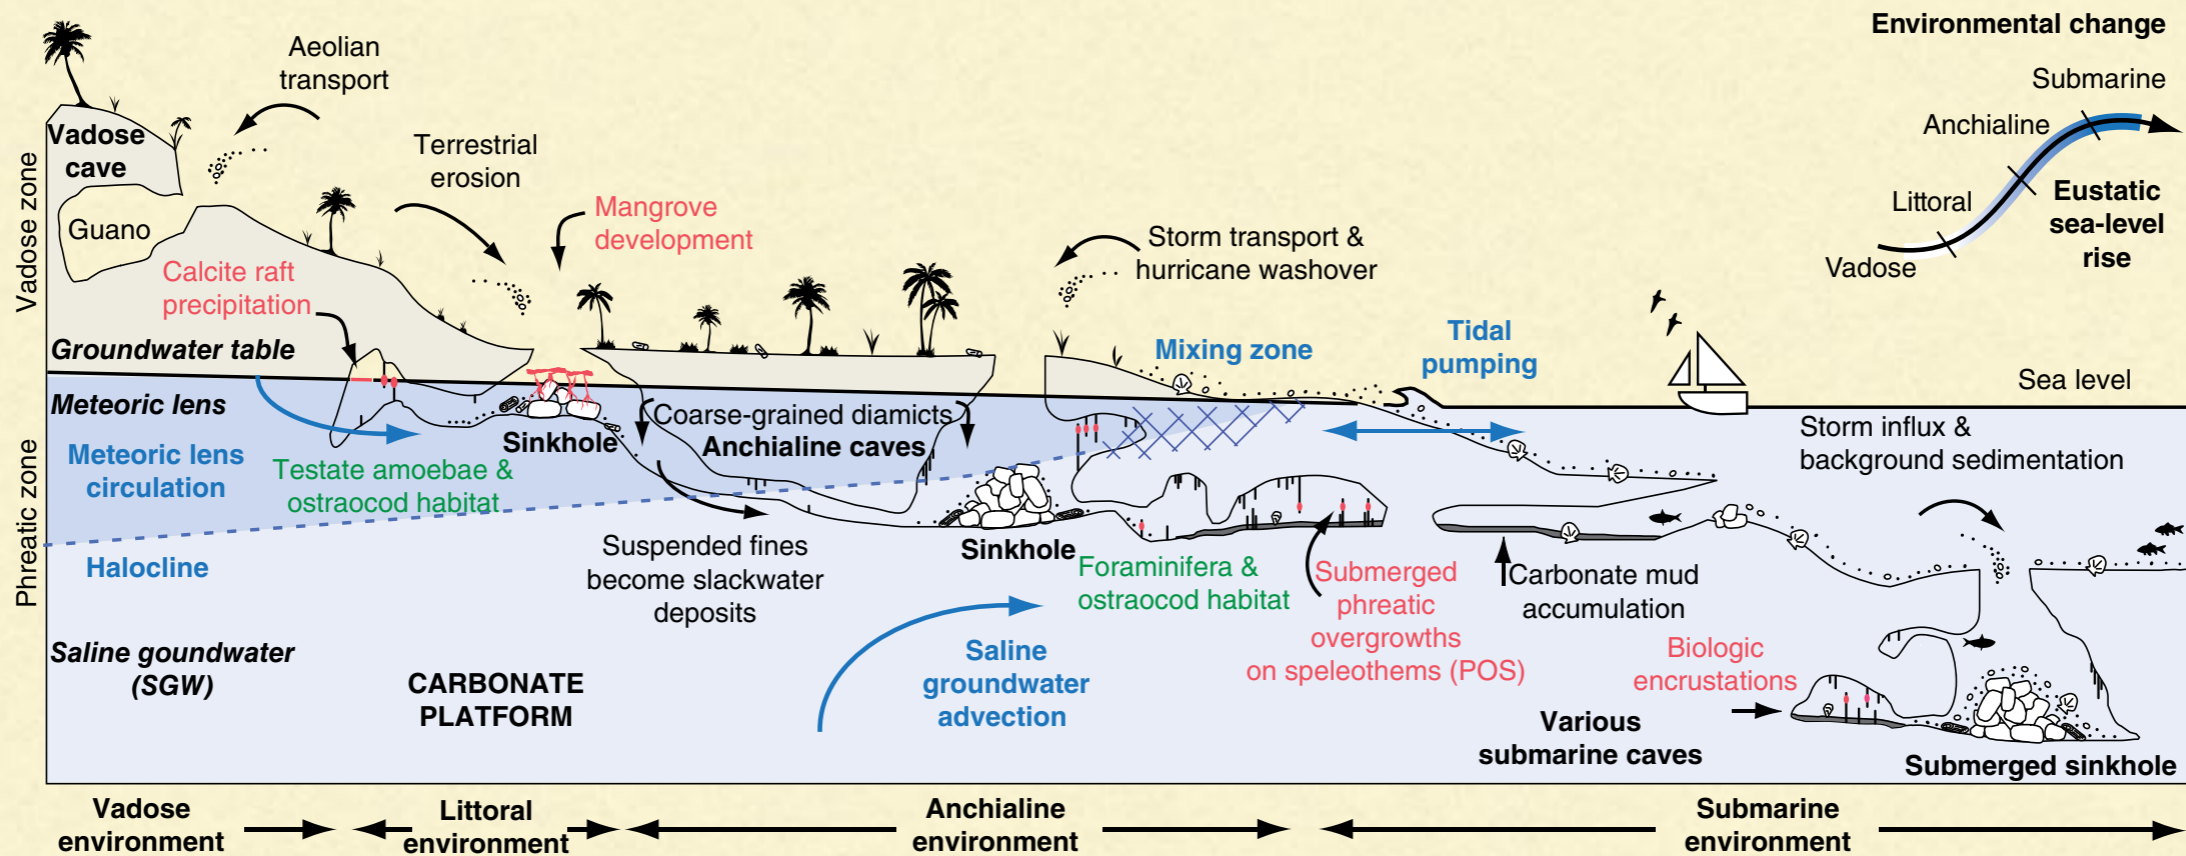 Environmental change
Submarine
Anchialine
Littoral
Vadose
Eustatic
sea-level
rise
Aeolian
transport
Vadose
cave
Guano
Terrestrial
erosion
Mangrove
development
Calcite raft
precipitation
Storm transport &
hurricane washover
Vadose zone
Groundwater table
Mixing zone
Tidal
pumping
Sea level
Meteoric lens
Coarse-grained diamicts
Anchialine caves
Sinkhole
Storm influx &
background sedimentation
Meteoric lens
circulation
Testate amoebae &
ostraocod habitat
Phreatic zone
Halocline
Suspended fines
become slackwater
deposits
Sinkhole
Foraminifera &
ostraocod habitat
Submerged
phreatic
overgrowths
on speleothems (POS)
Carbonate mud
accumulation
Saline goundwater
(SGW)
CARBONATE
PLATFORM
Saline
groundwater
advection
Biologic
encrustations
Various
submarine caves
Submerged sinkhole
Vadose
environment
Littoral
environment
Anchialine
environment
Submarine
environment